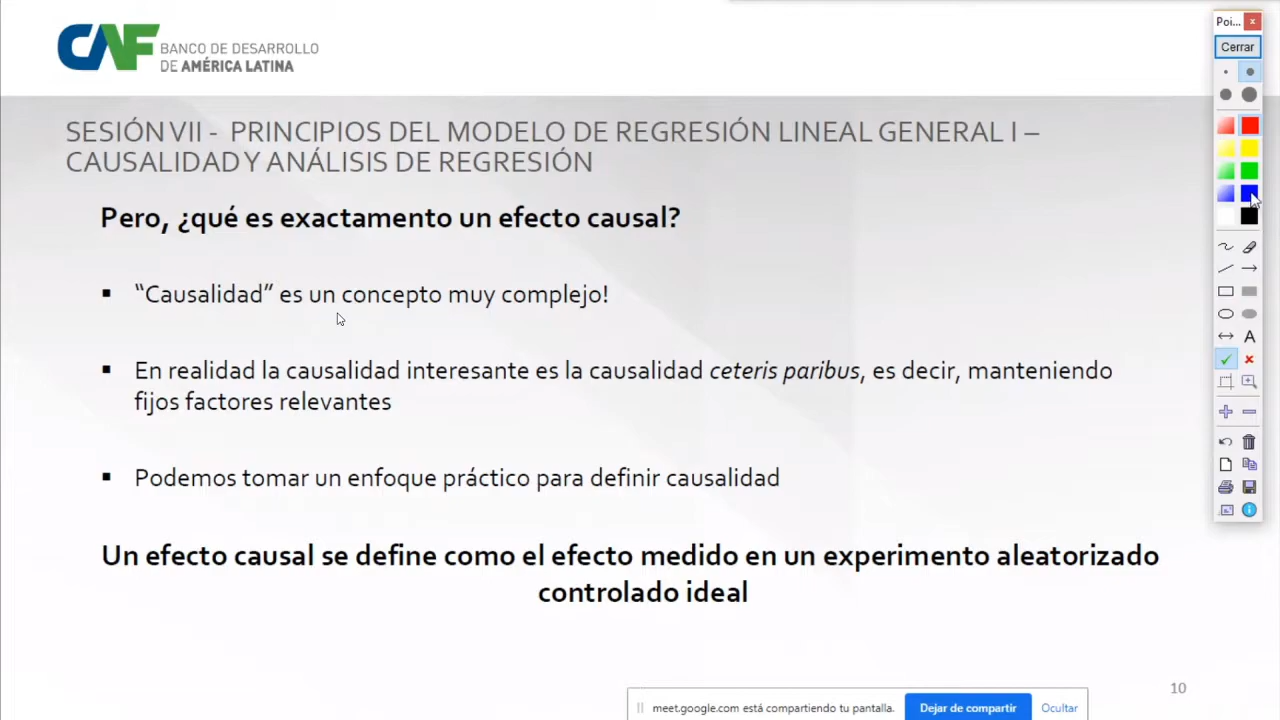 CAF BANCO DE DESARROLLO
DE AMÉRICA LATINA
SESIÓN VII - PRINCIPIOS DEL MODELO DE REGRESIÓN LINEAL GENERAL I –
CAUSALIDAD Y ANÁLISIS DE REGRESIÓN
Pero, ¿qué es exactamento un efecto causal?
▪ “Causalidad” es un concepto muy complejo!
▪ En realidad la causalidad interesante es la causalidad ceteris paribus, es decir, manteniendo
fijos factores relevantes
▪ Podemos tomar un enfoque práctico para definir causalidad
Un efecto causal se define como el efecto medido en un experimento aleatorizado
controlado ideal
10
meet.google.com está compartiendo tu pantalla. Dejar de compartir Ocultar
Poi...
Cerrar
A